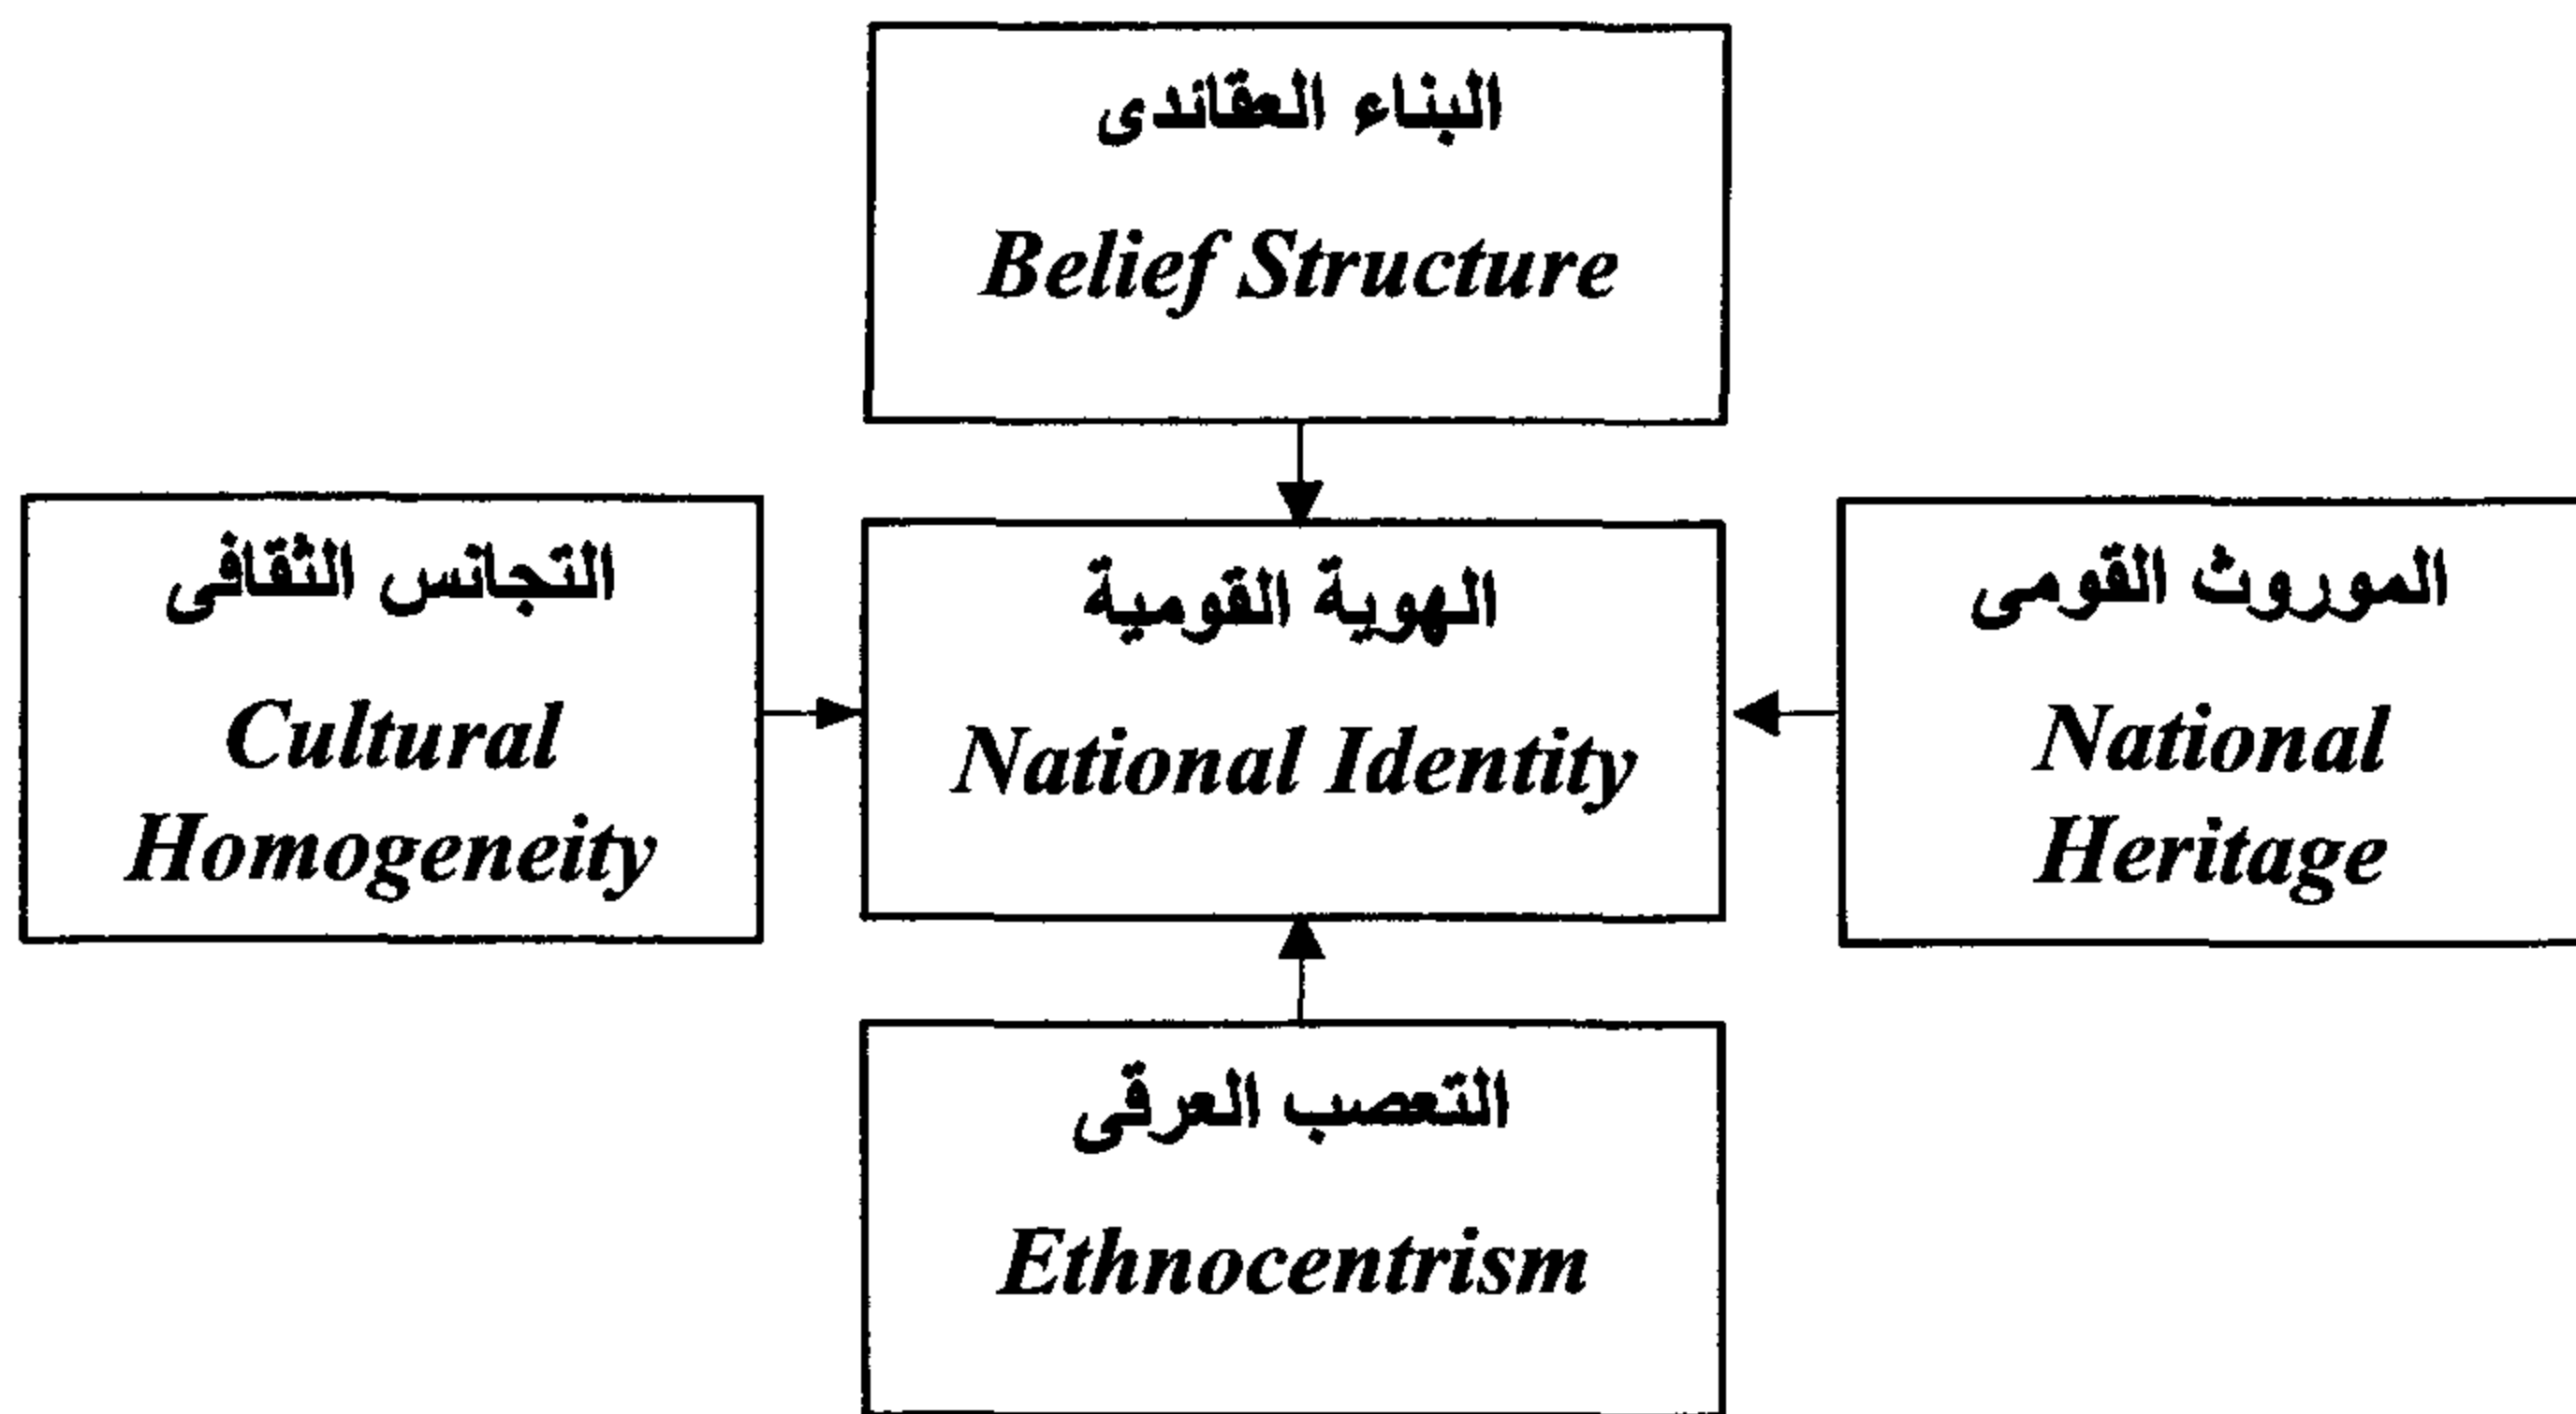 البناء العقائدى
Belief Structure
التجانس الثقافى
Cultural
Homogeneity
الهوية القومية
National Identity
الموروث القومى
National
Heritage
التعصب العرقى
Ethnocentrism